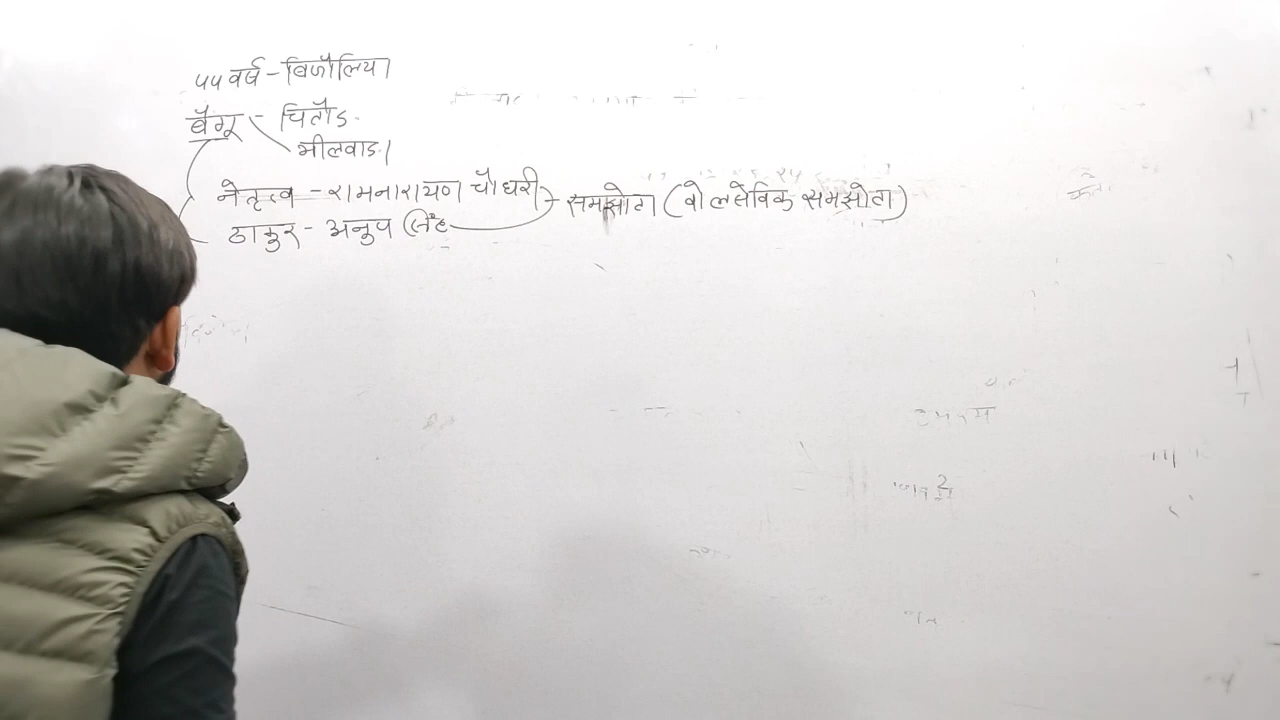 ५५ वर्ष - बिजौलिया
बैगू - चितौड
भीलवाडा
नेतृत्व - रामनारायण चौधरी - समझोता (वोलसेविक समझोता)
ठाकुर - अनुप सिंह